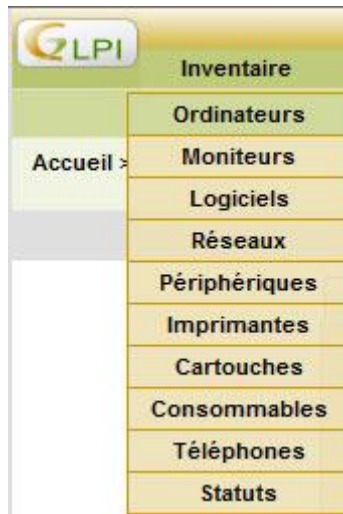 GLPI
Inventaire
Ordinateurs
Accueil >
Moniteurs
Logiciels
Réseaux
Périphériques
Imprimantes
Cartouches
Consommables
Téléphones
Statuts